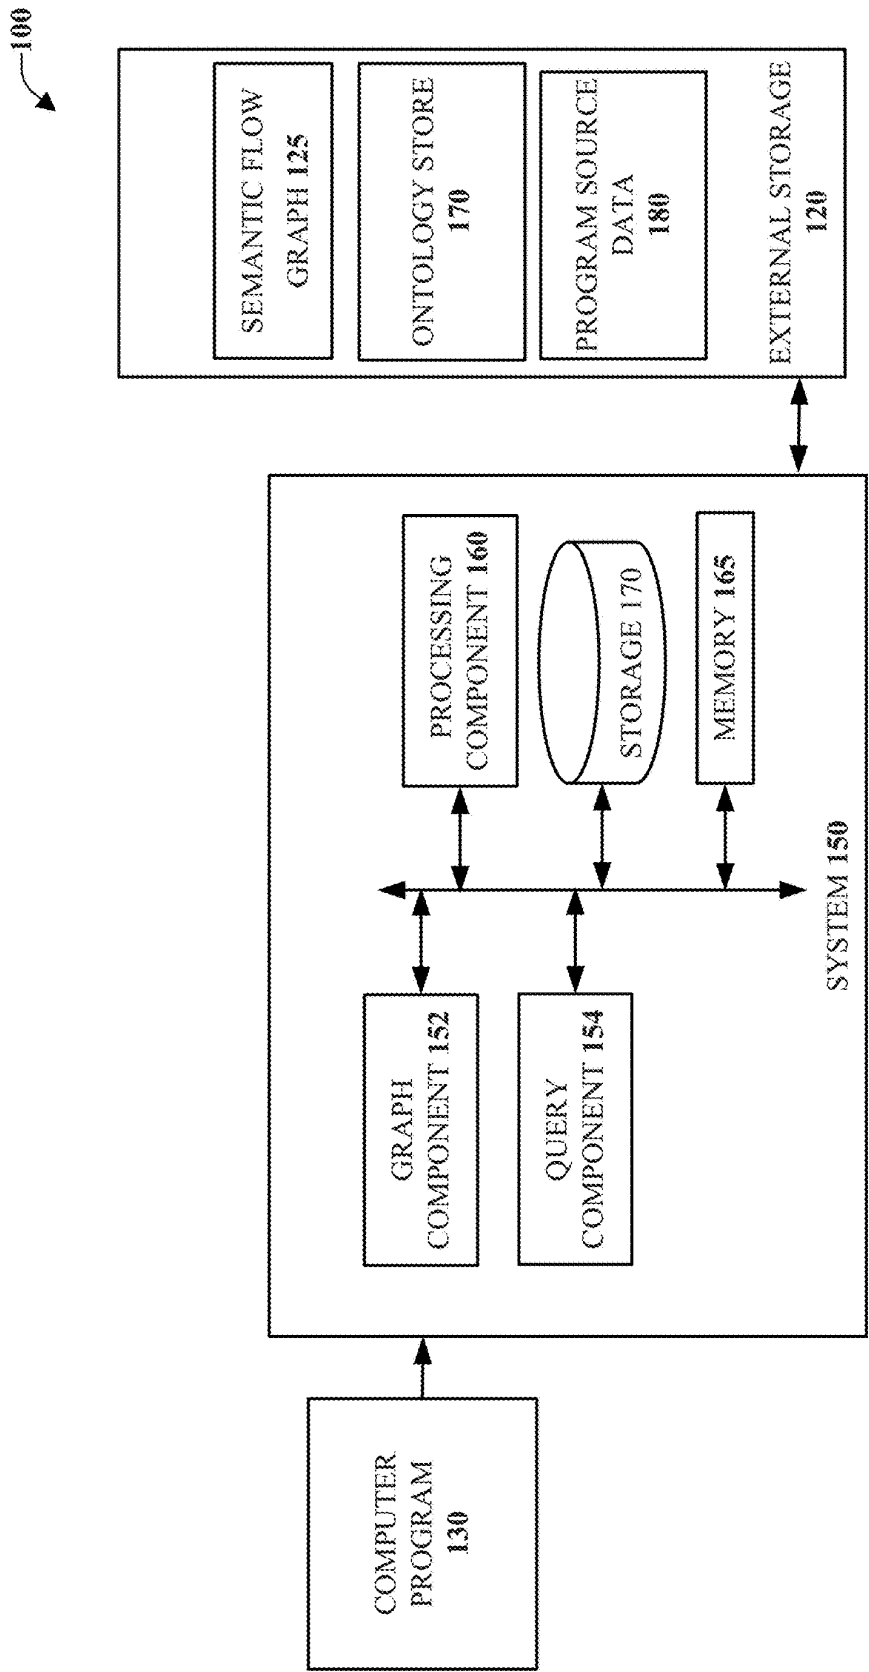 100
COMPUTER
PROGRAM
130
GRAPH
COMPONENT 152
QUERY
COMPONENT 154
PROCESSING
COMPONENT 160
STORAGE 170
MEMORY 165
SYSTEM 150
SEMANTIC FLOW
GRAPH 125
ONTOLOGY STORE
170
PROGRAM SOURCE
DATA
180
EXTERNAL STORAGE
120